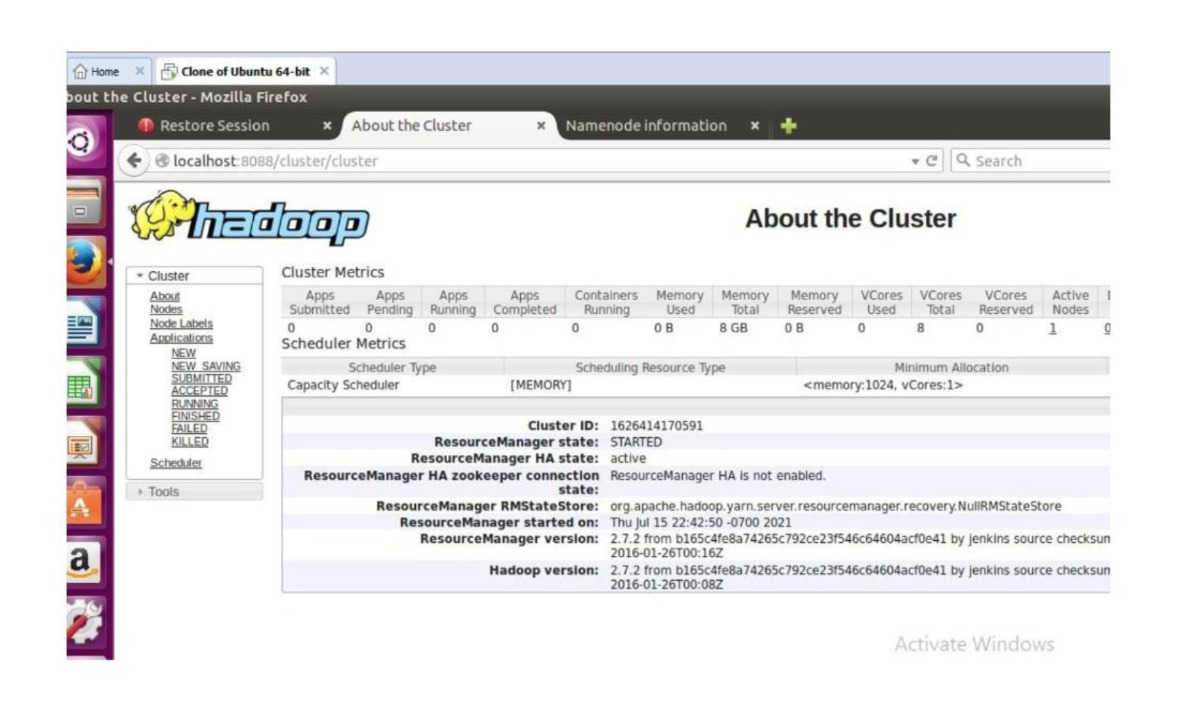 Home
Clone of Ubuntu 64-bit
bout the Cluster - Mozilla Firefox
Restore Session
About the Cluster
Namenode information
localhost:8088/cluster/cluster
Search
hadoop
About the Cluster
Cluster
About
Nodes
Node Labels
Applications
NEW
NEW_SAVING
SUBMITTED
ACCEPTED
RUNNING
FINISHED
FAILED
KILLED
Scheduler
Tools
Cluster Metrics
Apps Submitted Apps Pending Apps Running Apps Completed Containers Running Memory Used Memory Total Memory Reserved VCores Used VCores Total VCores Reserved Active Nodes
0 0 0 0 0 0 B 8 GB 0 B 0 8 0 1 0
Scheduler Metrics
Scheduler Type Scheduling Resource Type Minimum Allocation
Capacity Scheduler [MEMORY] <memory:1024, vCores:1>
Cluster ID: 1626414170591
ResourceManager state: STARTED
ResourceManager HA state: active
ResourceManager HA zookeeper connection state: ResourceManager HA is not enabled.
ResourceManager RMStateStore: org.apache.hadoop.yarn.server.resourcemanager.recovery.NullRMStateStore
ResourceManager started on: Thu Jul 15 22:42:50 -0700 2021
ResourceManager version: 2.7.2 from b165c4fe8a74265c792ce23f546c64604acf0e41 by jenkins source checksum
2016-01-26T00:16Z
Hadoop version: 2.7.2 from b165c4fe8a74265c792ce23f546c64604acf0e41 by jenkins source checksum
2016-01-26T00:08Z
Activate Windows